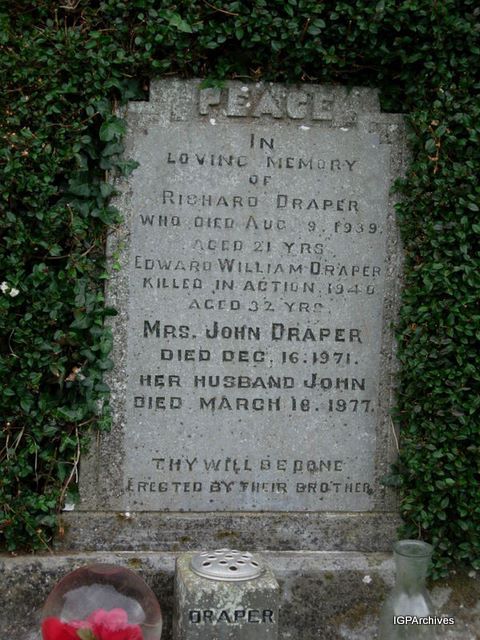 PEACE
IN
LOVING MEMORY
OF
RICHARD DRAPER
WHO DIED AUG 9, 1939.
AGED 21 YRS.
EDWARD WILLIAM DRAPER
KILLED IN ACTION, 1940
AGED 32 YRS.
MRS. JOHN DRAPER
DIED DEC. 16. 1971.
HER HUSBAND JOHN
DIED MARCH 18. 1977.
THY WILL BE DONE
ERECTED BY THEIR BROTHER
DRAPER
IGPArchives